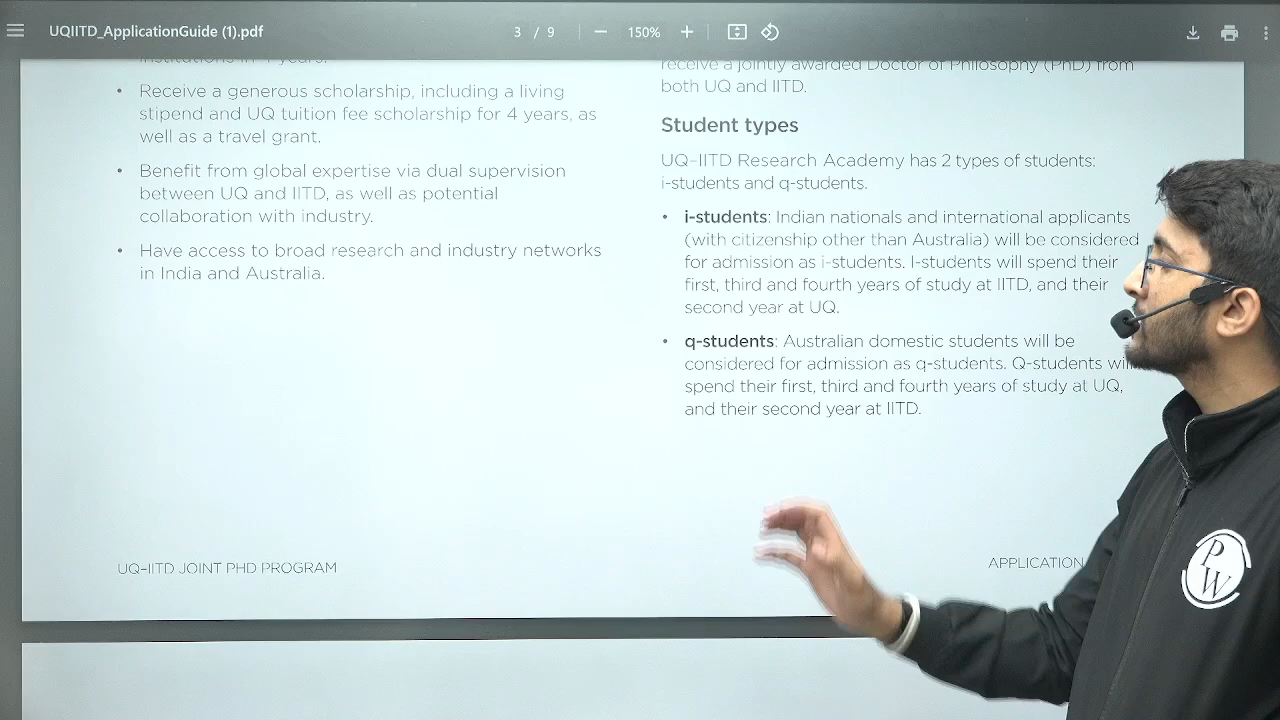 UQIITD_ApplicationGuide (1).pdf
3 / 9
150%
institutions in 4 years.
• Receive a generous scholarship, including a living
stipend and UQ tuition fee scholarship for 4 years, as
well as a travel grant.
• Benefit from global expertise via dual supervision
between UQ and IITD, as well as potential
collaboration with industry.
• Have access to broad research and industry networks
in India and Australia.
UQ–IITD JOINT PHD PROGRAM
receive a jointly awarded Doctor of Philosophy (PhD) from
both UQ and IITD.
Student types
UQ–IITD Research Academy has 2 types of students:
i-students and q-students.
• i-students: Indian nationals and international applicants
(with citizenship other than Australia) will be considered
for admission as i-students. I-students will spend their
first, third and fourth years of study at IITD, and their
second year at UQ.
• q-students: Australian domestic students will be
considered for admission as q-students. Q-students will
spend their first, third and fourth years of study at UQ,
and their second year at IITD.
APPLICATION
PW